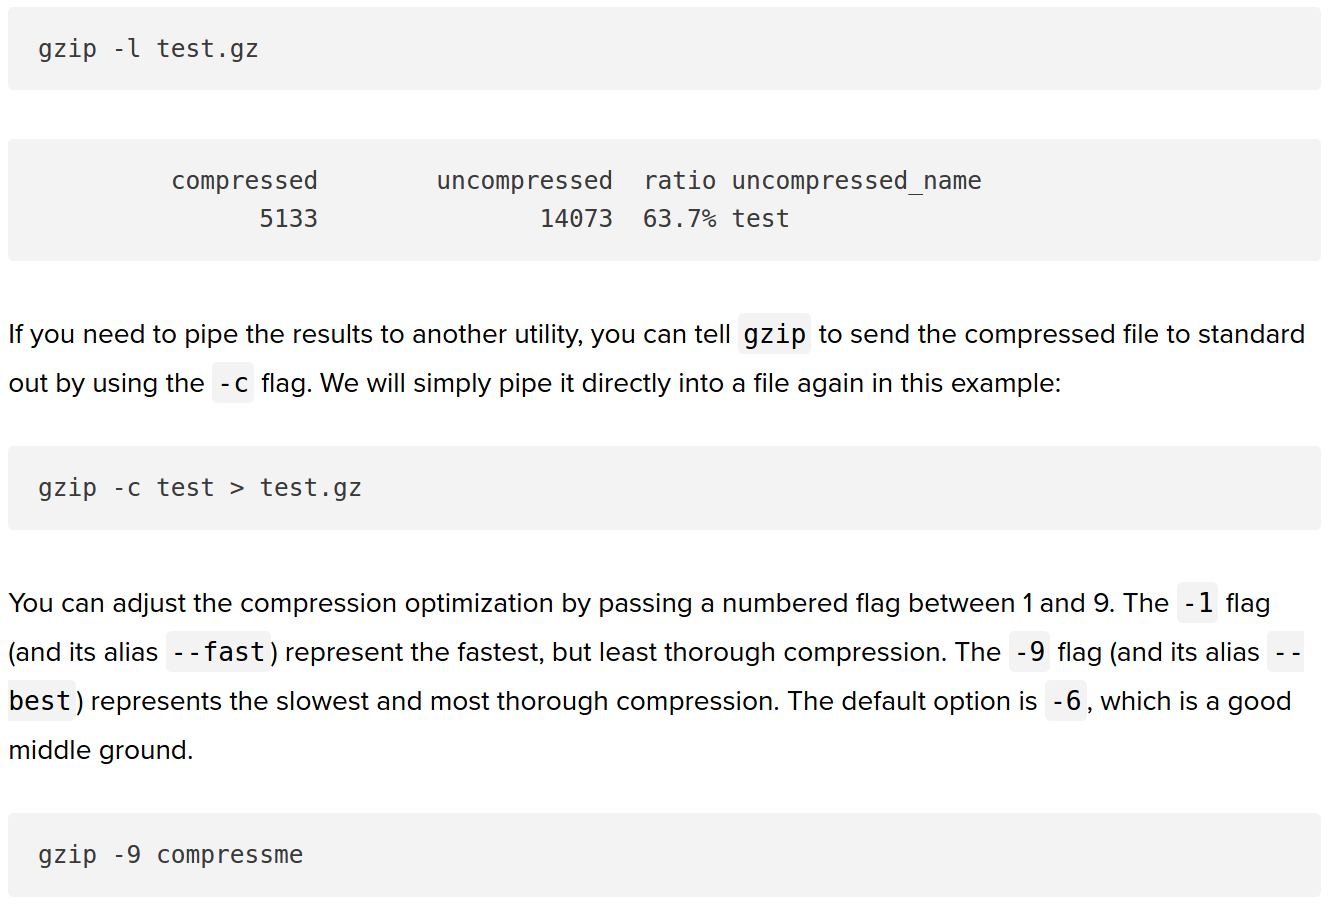 gzip -l test.gz
compressed uncompressed ratio uncompressed_name
5133 14073 63.7% test
If you need to pipe the results to another utility, you can tell gzip to send the compressed file to standard
out by using the -c flag. We will simply pipe it directly into a file again in this example:
gzip -c test > test.gz
You can adjust the compression optimization by passing a numbered flag between 1 and 9. The -1 flag
(and its alias --fast) represent the fastest, but least thorough compression. The -9 flag (and its alias --
best) represents the slowest and most thorough compression. The default option is -6, which is a good
middle ground.
gzip -9 compressme